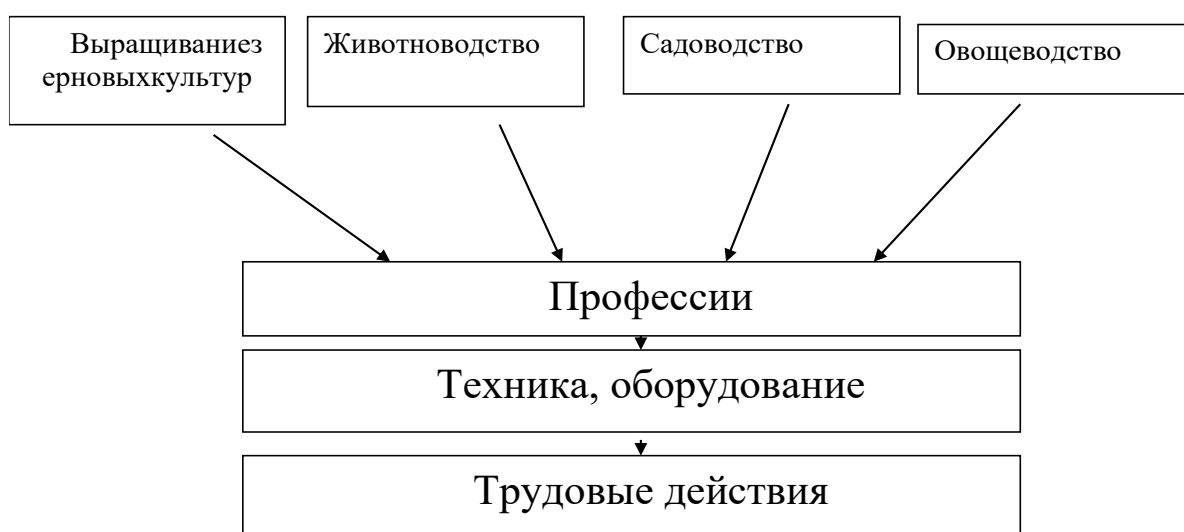 Выращиваниез
ерновыхкультур
Животноводство
Садоводство
Овощеводство
Профессии
Техника, оборудование
Трудовые действия